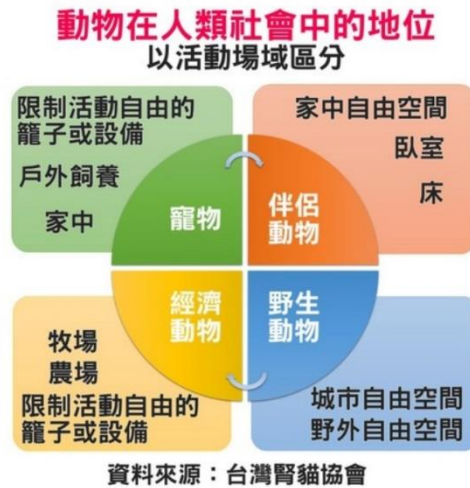 動物在人類社會中的地位
以活動場域區分
限制活動自由的
籠子或設備
戶外飼養
家中
寵物
家中自由空間
臥室
床
伴侶
動物
經濟
動物
牧場
農場
限制活動自由的
籠子或設備
野生
動物
城市自由空間
野外自由空間
資料來源：台灣腎貓協會